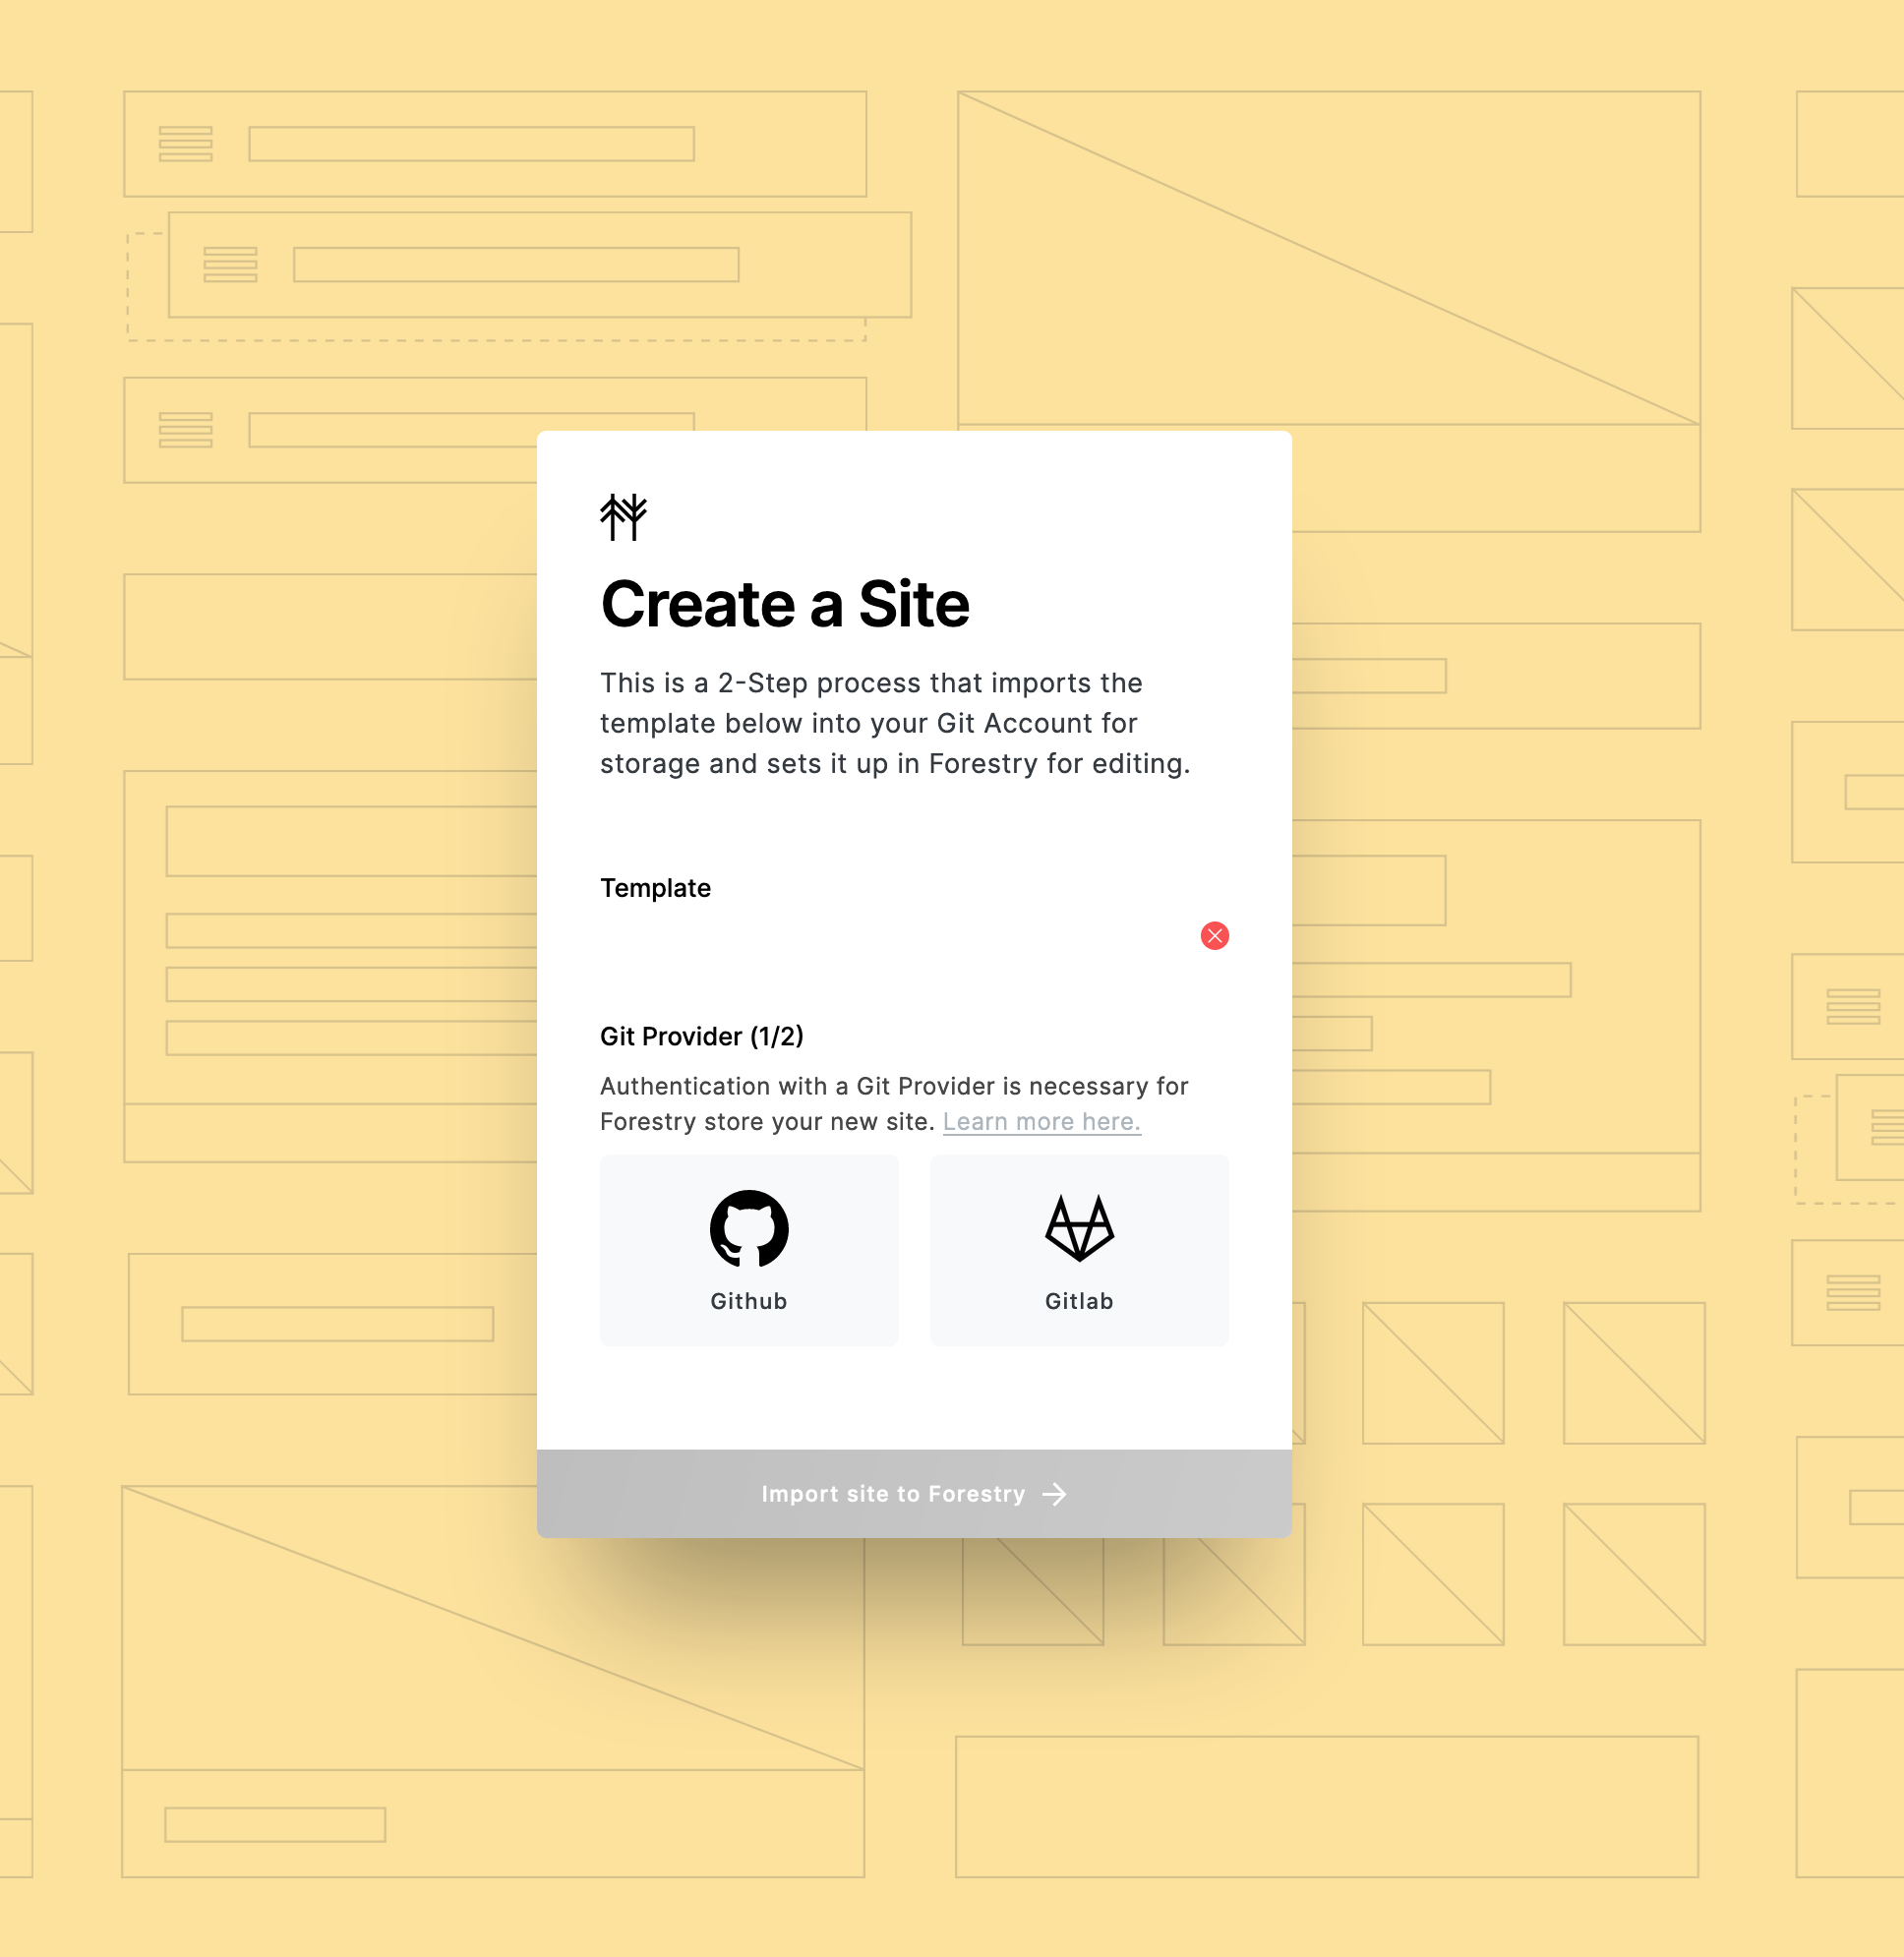 Create a Site
This is a 2-Step process that imports the
template below into your Git Account for
storage and sets it up in Forestry for editing.
Template
Git Provider (1/2)
Authentication with a Git Provider is necessary for
Forestry store your new site. Learn more here.
Github
Gitlab
Import site to Forestry